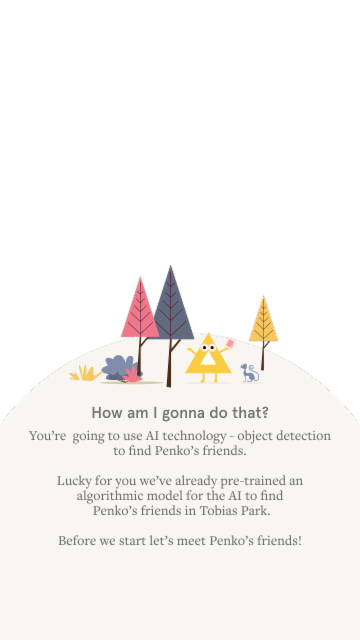 How am I gonna do that?
You're  going to use AI technology - object detection
to find Penko's friends.
Lucky for you we've already pre-trained an
algorithmic model for the AI to find
Penko's friends in Tobias Park.
Before we start let's meet Penko's friends!